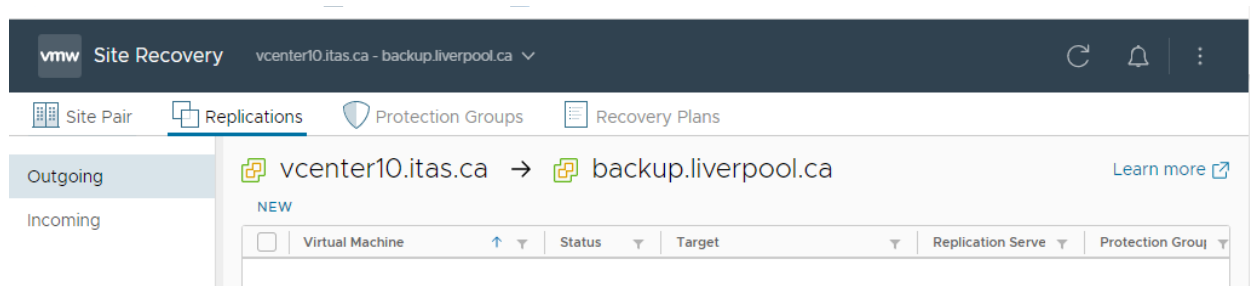 vmw Site Recovery vcenter10.itas.ca - backup.liverpool.ca
Site Pair Replications Protection Groups Recovery Plans
Outgoing
Incoming
vcenter10.itas.ca → backup.liverpool.ca Learn more
NEW
Virtual Machine Status Target Replication Serve Protection Grou